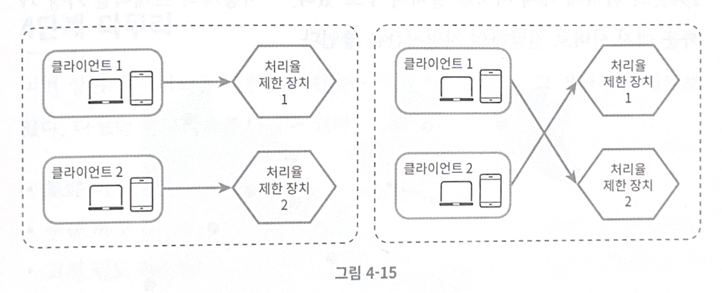 클라이언트 1
처리율
제한 장치
1
클라이언트 2
처리율
제한 장치
2
클라이언트 1
처리율
제한 장치
1
클라이언트 2
처리율
제한 장치
2
그림 4-15